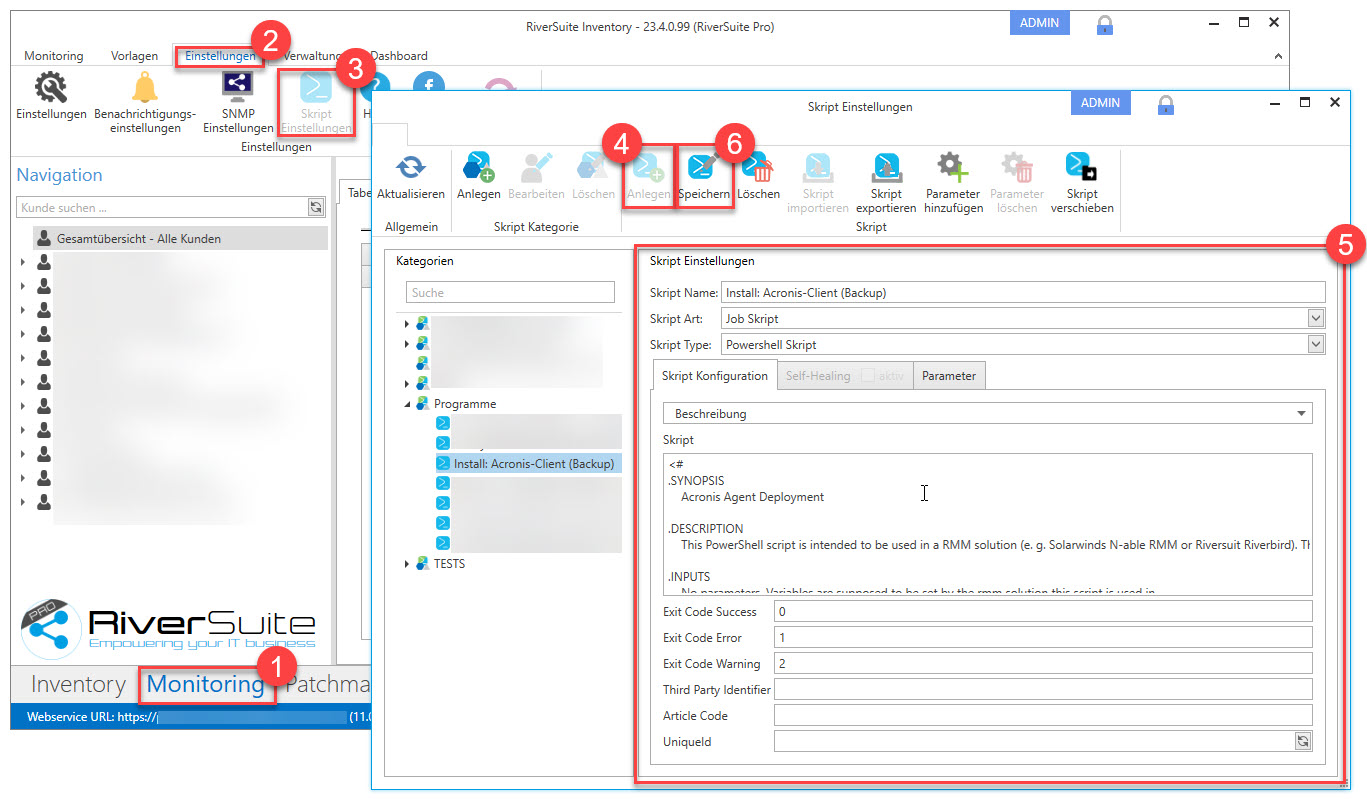 RiverSuite Inventory - 23.4.0.99 (RiverSuite Pro)
ADMIN
2
Monitoring Vorlagen Einstellungen Verwaltung Dashboard
3
Einstellungen
Benachrichtigungs-
einstellungen
SNMP
Einstellungen
Skript
Einstellungen
Einstellungen
Navigation
Kunde suchen ...
Gesamtübersicht - Alle Kunden
PRO
RiverSuite
Empowering your IT business
1
Inventory Monitoring Patchma
Webservice URL: https:// (11.0
Tabe
Skript Einstellungen
ADMIN
4
6
Aktualisieren
Anlegen Bearbeiten Löschen
Anlegen Speichern Löschen
Skript
importieren
Skript
exportieren
Parameter
hinzufügen
Parameter
löschen
Skript
verschieben
Allgemein Skript Kategorie Skript
5
Kategorien
Suche
Programme
Install: Acronis-Client (Backup)
TESTS
Skript Einstellungen
Skript Name: Install: Acronis-Client (Backup)
Skript Art: Job Skript
Skript Type: Powershell Skript
Skript Konfiguration Self-Healing aktiv Parameter
Beschreibung
Skript
<#
.SYNOPSIS
Acronis Agent Deployment
.DESCRIPTION
This PowerShell script is intended to be used in a RMM solution (e. g. Solarwinds N-able RMM or Riversuit Riverbird). Th
.INPUTS
No parameters. Variables are supposed to be set by the rmm solution this script is used in.
Exit Code Success 0
Exit Code Error 1
Exit Code Warning 2
Third Party Identifier
Article Code
UniqueId